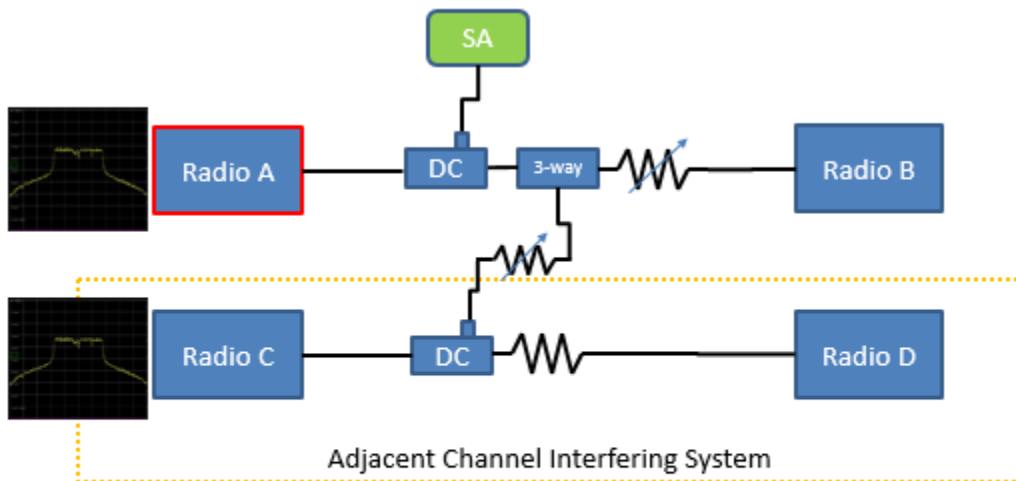 SA
Radio A
DC
3-way
Radio B
Radio C
DC
Radio D
Adjacent Channel Interfering System